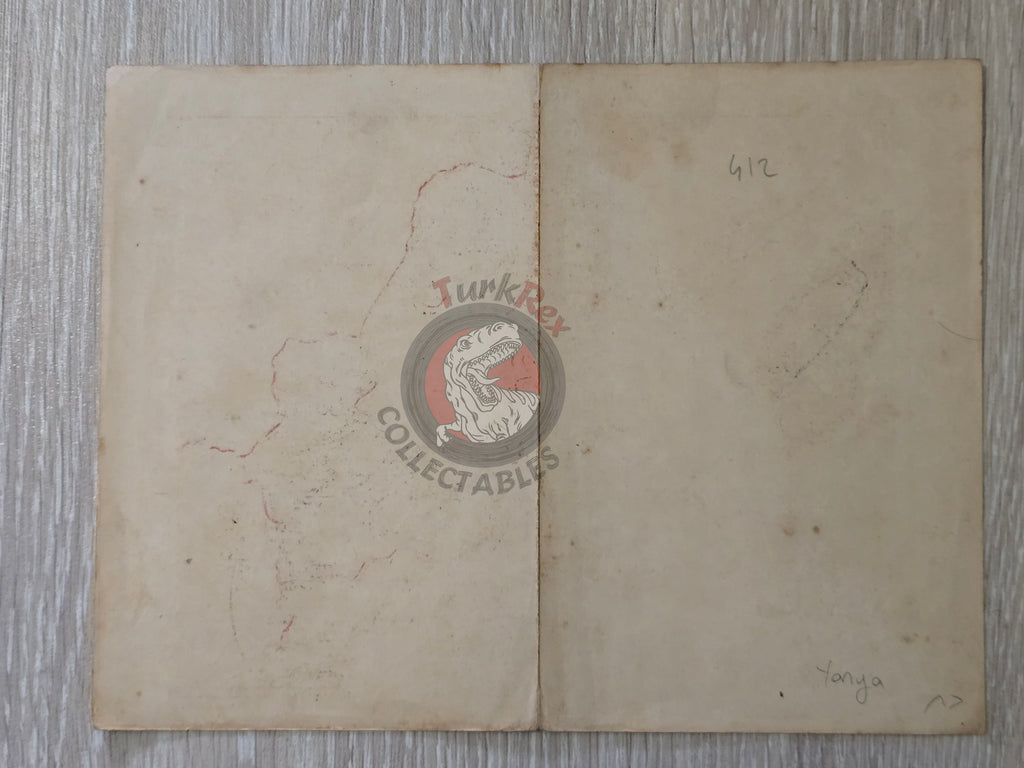 412
TurkRex
COLLECTABLES
Yanya